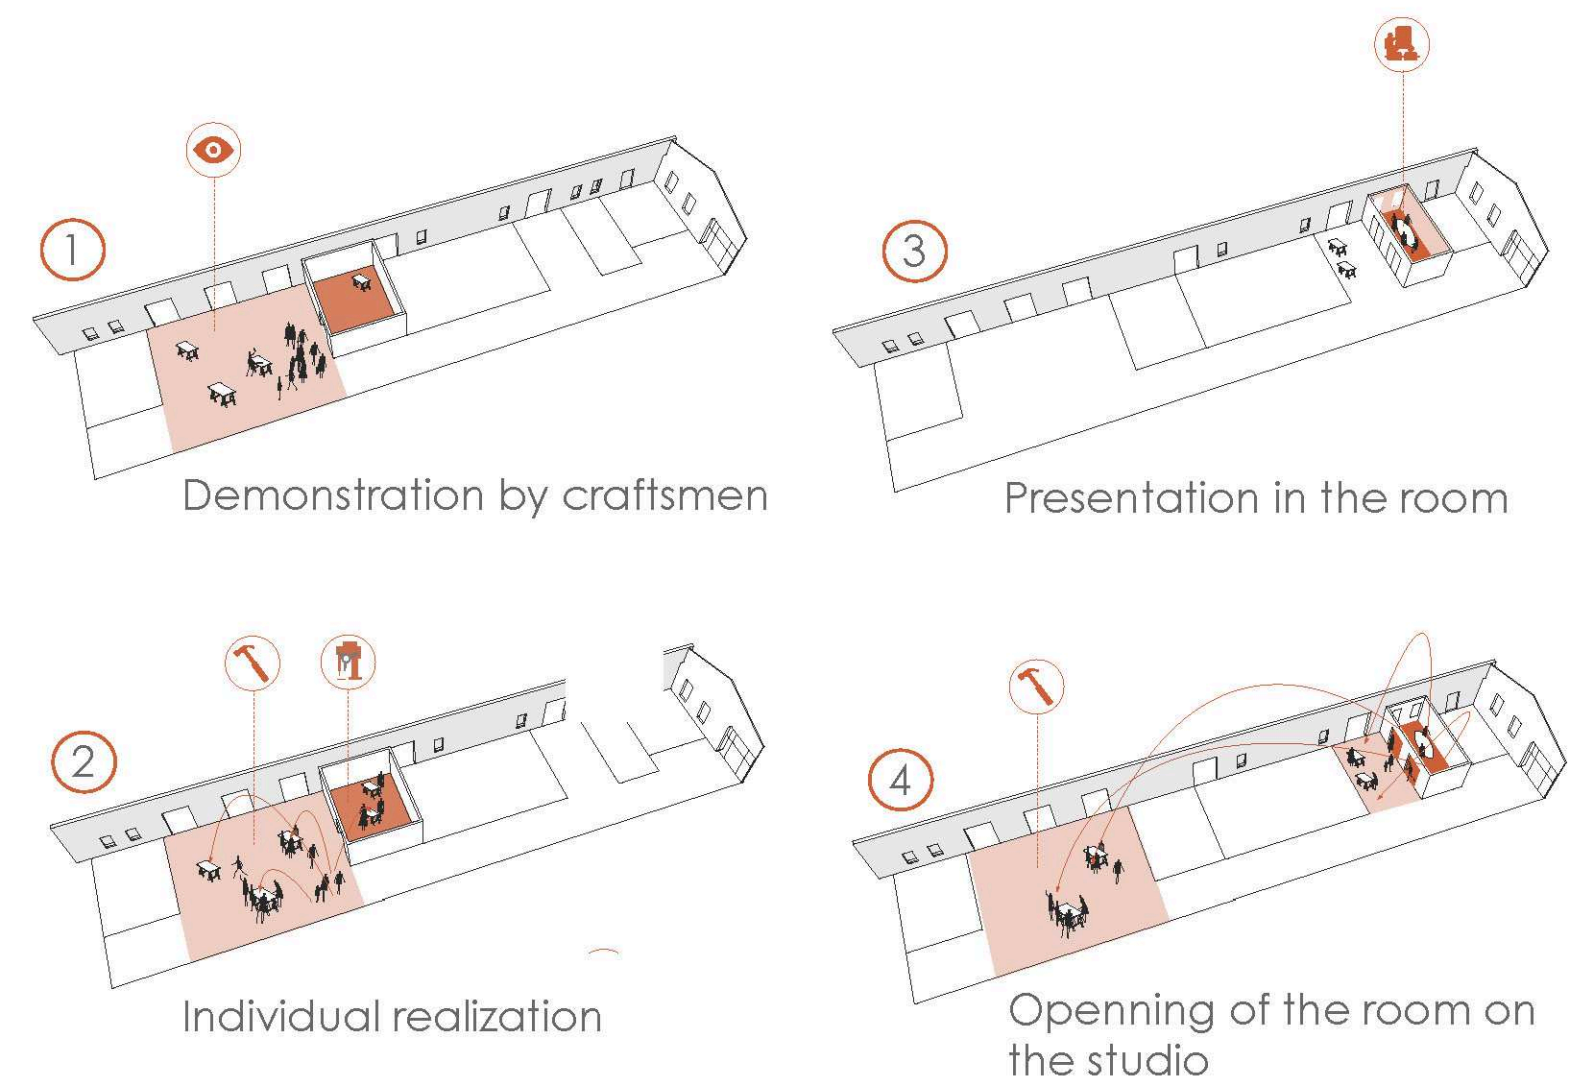 1
Demonstration by craftsmen
2
Individual realization
3
Presentation in the room
4
Openning of the room on
the studio